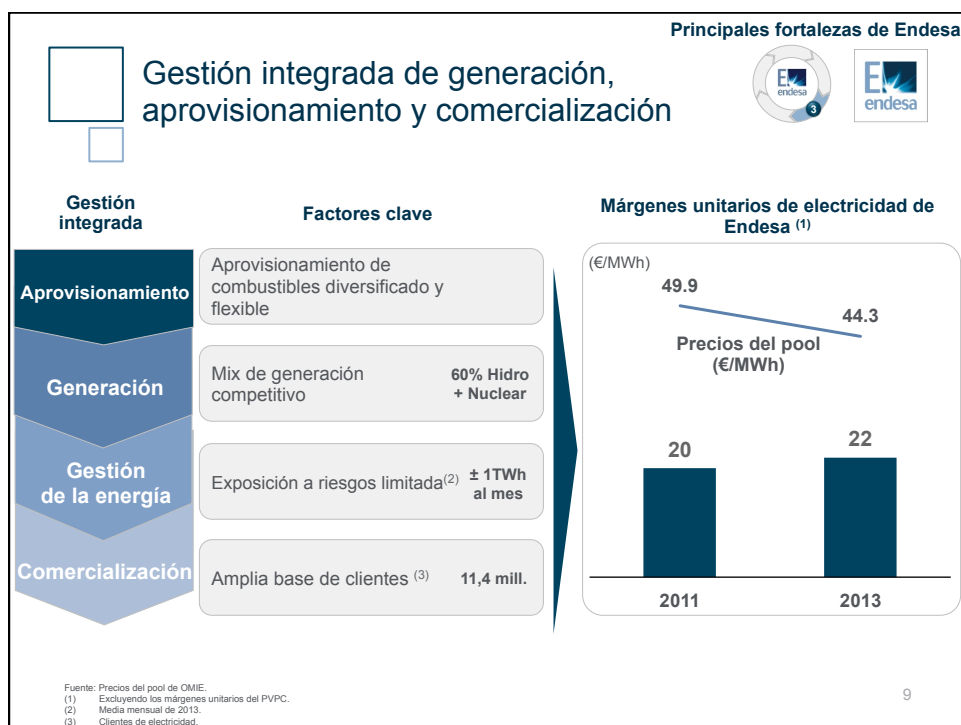 Principales fortalezas de Endesa
Gestión integrada de generación,
aprovisionamiento y comercialización
endesa
3
endesa
Gestión
integrada
Factores clave
Márgenes unitarios de electricidad de
Endesa (1)
Aprovisionamiento
Aprovisionamiento de
combustibles diversificado y
flexible
Generación
Mix de generación
competitivo
60% Hidro
+ Nuclear
Gestión
de la energía
Exposición a riesgos limitada(2)
± 1TWh
al mes
Comercialización
Amplia base de clientes (3)
11,4 mill.
(€/MWh)
49.9
44.3
Precios del pool
(€/MWh)
20
22
2011
2013
Fuente: Precios del pool de OMIE.
(1) Excluyendo los márgenes unitarios del PVPC.
(2) Media mensual de 2013.
(3) Clientes de electricidad.
9